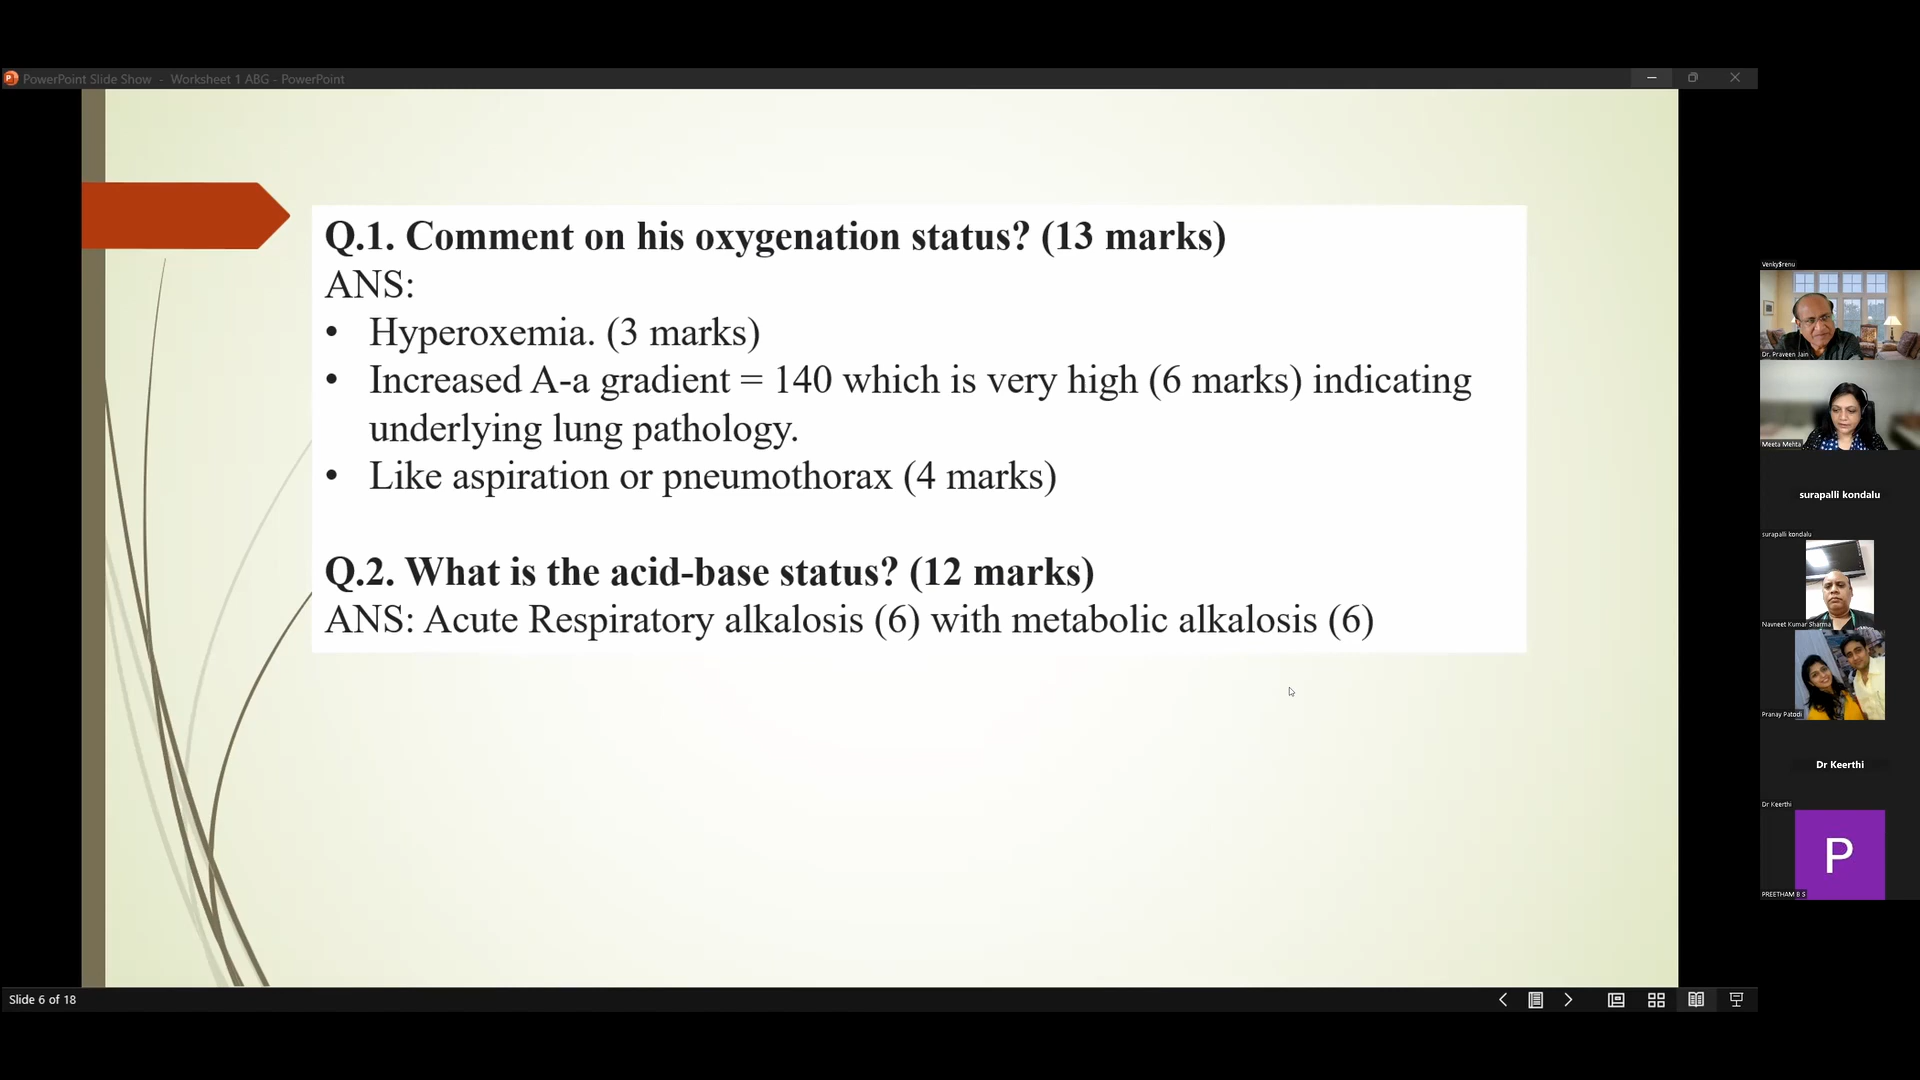 PowerPoint Slide Show - Worksheet 1 ABG - PowerPoint
Q.1. Comment on his oxygenation status? (13 marks)
ANS:
• Hyperoxemia. (3 marks)
• Increased A-a gradient = 140 which is very high (6 marks) indicating
underlying lung pathology.
• Like aspiration or pneumothorax (4 marks)
Q.2. What is the acid-base status? (12 marks)
ANS: Acute Respiratory alkalosis (6) with metabolic alkalosis (6)
Slide 6 of 18
Dr. Praveen Jain
Meeta Mehta
surapalli kondalu
surapalli kondalu
Navneet Kumar Sharma
Pranay Patodi
Dr Keerthi
Dr Keerthi
P
PREETHAM B S